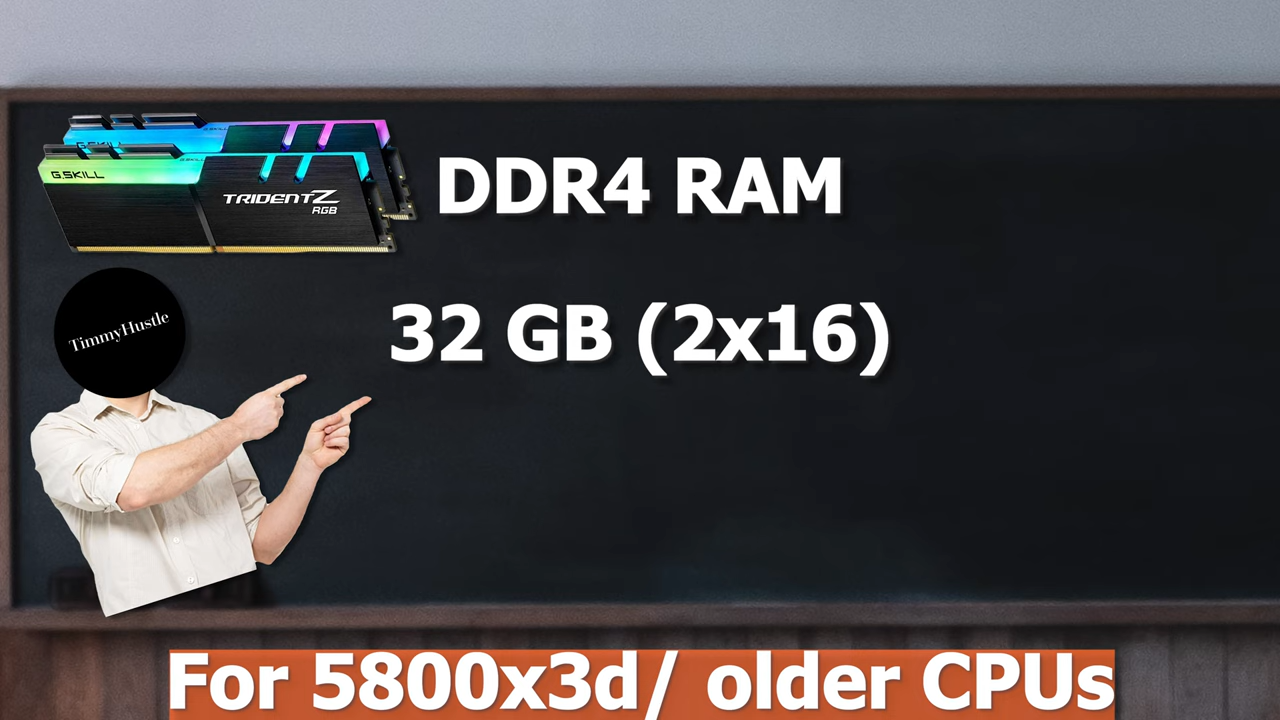 G.SKILL
TRIDENTZ
RGB
DDR4 RAM
TimmyHustle
32 GB (2x16)
For 5800x3d/ older CPUs